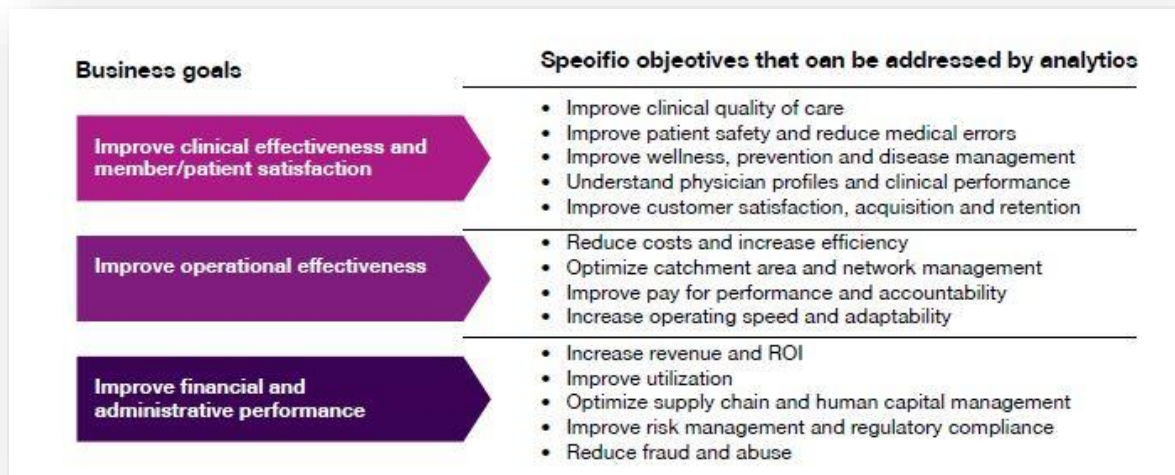 Business goals
Specific objectives that can be addressed by analytics
Improve clinical effectiveness and
member/patient satisfaction
• Improve clinical quality of care
• Improve patient safety and reduce medical errors
• Improve wellness, prevention and disease management
• Understand physician profiles and clinical performance
• Improve customer satisfaction, acquisition and retention
Improve operational effectiveness
• Reduce costs and increase efficiency
• Optimize catchment area and network management
• Improve pay for performance and accountability
• Increase operating speed and adaptability
Improve financial and
administrative performance
• Increase revenue and ROI
• Improve utilization
• Optimize supply chain and human capital management
• Improve risk management and regulatory compliance
• Reduce fraud and abuse